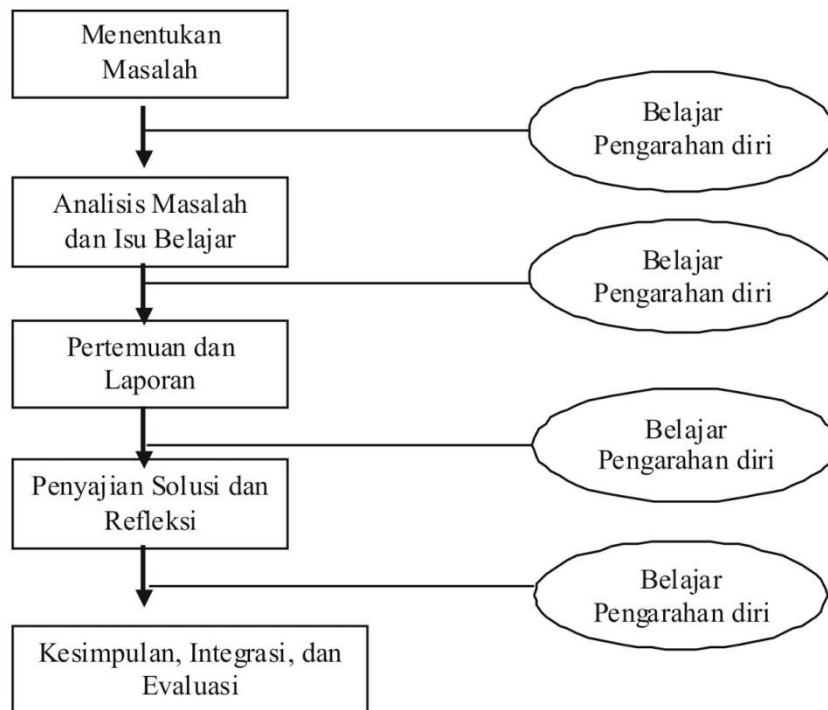 Menentukan
Masalah
Belajar
Pengarahan diri
Analisis Masalah
dan Isu Belajar
Belajar
Pengarahan diri
Pertemuan dan
Laporan
Belajar
Pengarahan diri
Penyajian Solusi dan
Refleksi
Belajar
Pengarahan diri
Kesimpulan, Integrasi, dan
Evaluasi